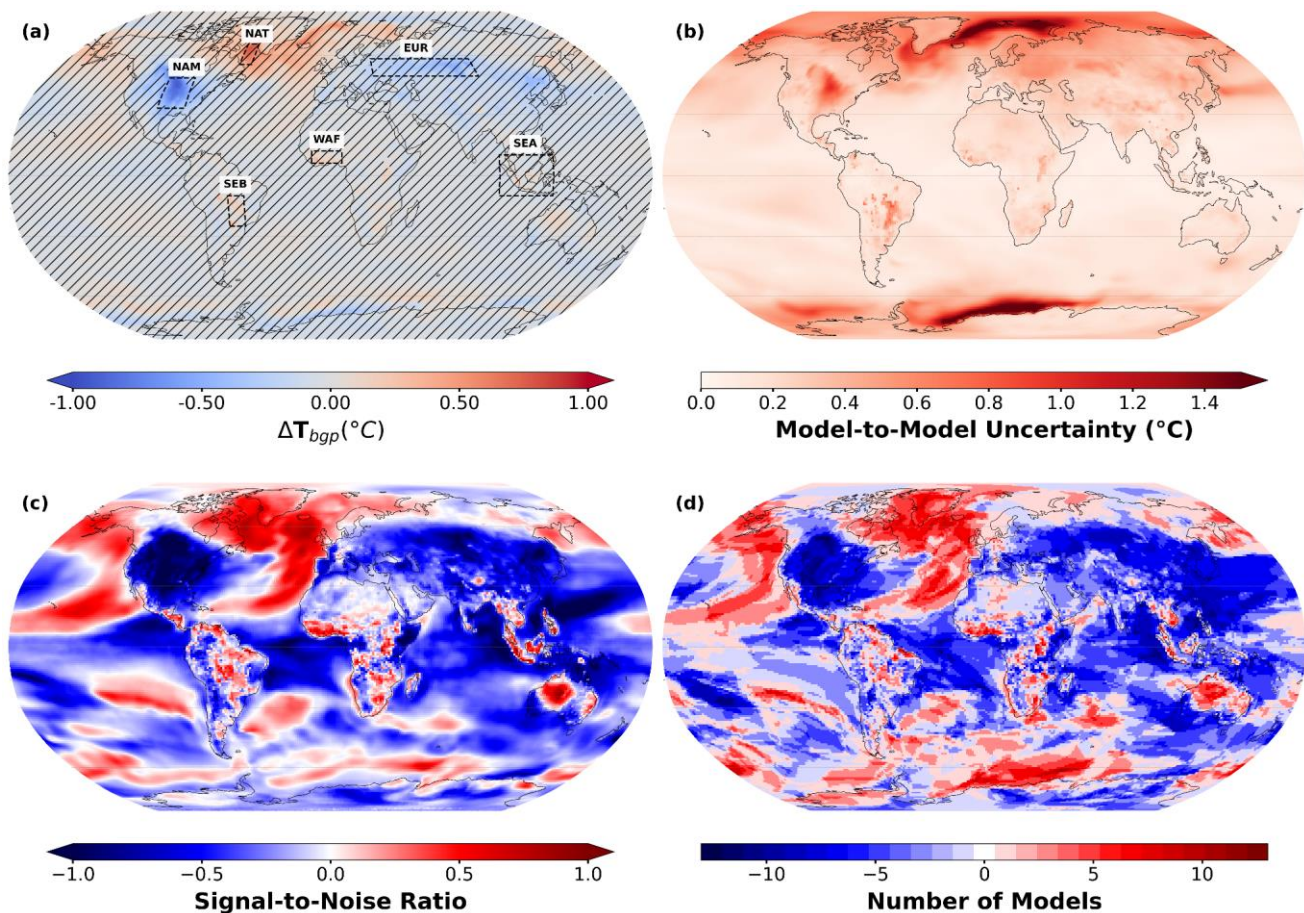 (a)
NAT
EUR
NAM
WAF
SEA
SEB
-1.00 -0.50 0.00 0.50 1.00
ΔT_bgp(°C)
(b)
0.0 0.2 0.4 0.6 0.8 1.0 1.2 1.4
Model-to-Model Uncertainty (°C)
(c)
−1.0 −0.5 0.0 0.5 1.0
Signal-to-Noise Ratio
(d)
−10 −5 0 5 10
Number of Models